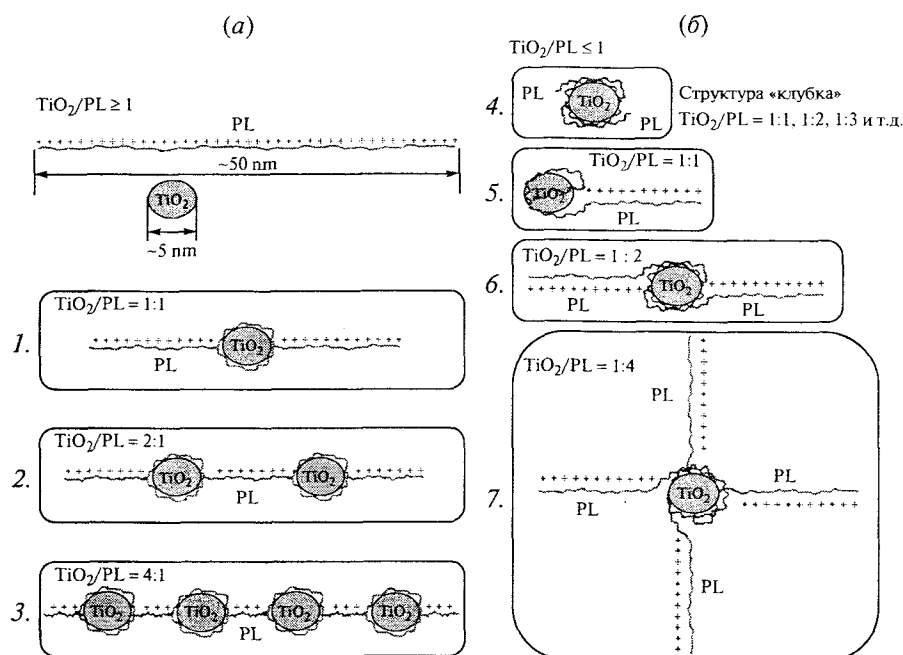 (а)
TiO2/PL ≥ 1
PL
+ + + + + + + + + + + + + + + + + + + + + + + + + + + + + + + + + + +
~50 nm
TiO2
~5 nm
1.
TiO2/PL = 1:1
TiO2
PL
2.
TiO2/PL = 2:1
TiO2
TiO2
PL
3.
TiO2/PL = 4:1
TiO2
TiO2
TiO2
TiO2
PL
(б)
TiO2/PL ≤ 1
4.
PL
TiO2
PL
Структура «клубка»
TiO2/PL = 1:1, 1:2, 1:3 и т.д.
5.
TiO2/PL = 1:1
TiO2
PL
6.
TiO2/PL = 1 : 2
TiO2
PL
PL
7.
TiO2/PL = 1:4
PL
TiO2
PL
PL
PL